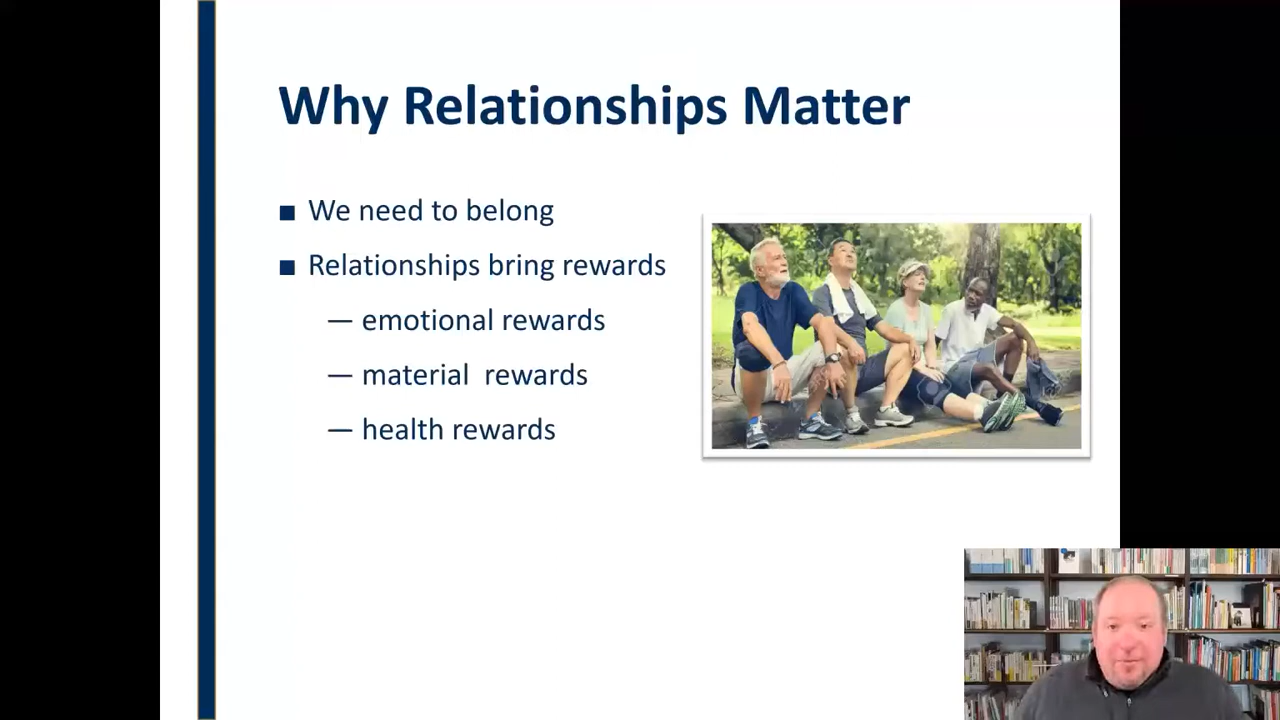 Why Relationships Matter
■ We need to belong
■ Relationships bring rewards
— emotional rewards
— material  rewards
— health rewards